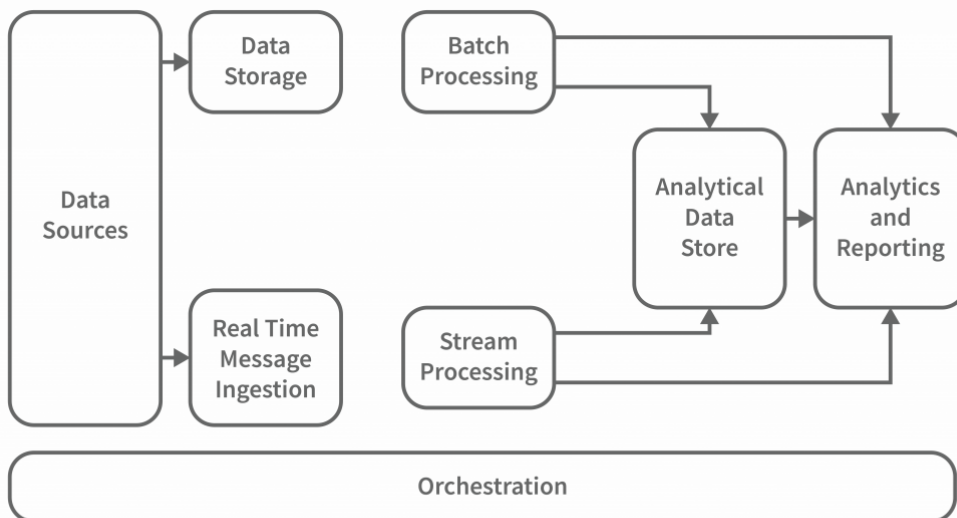 Data
Sources
Data
Storage
Real Time
Message
Ingestion
Batch
Processing
Stream
Processing
Analytical
Data
Store
Analytics
and
Reporting
Orchestration